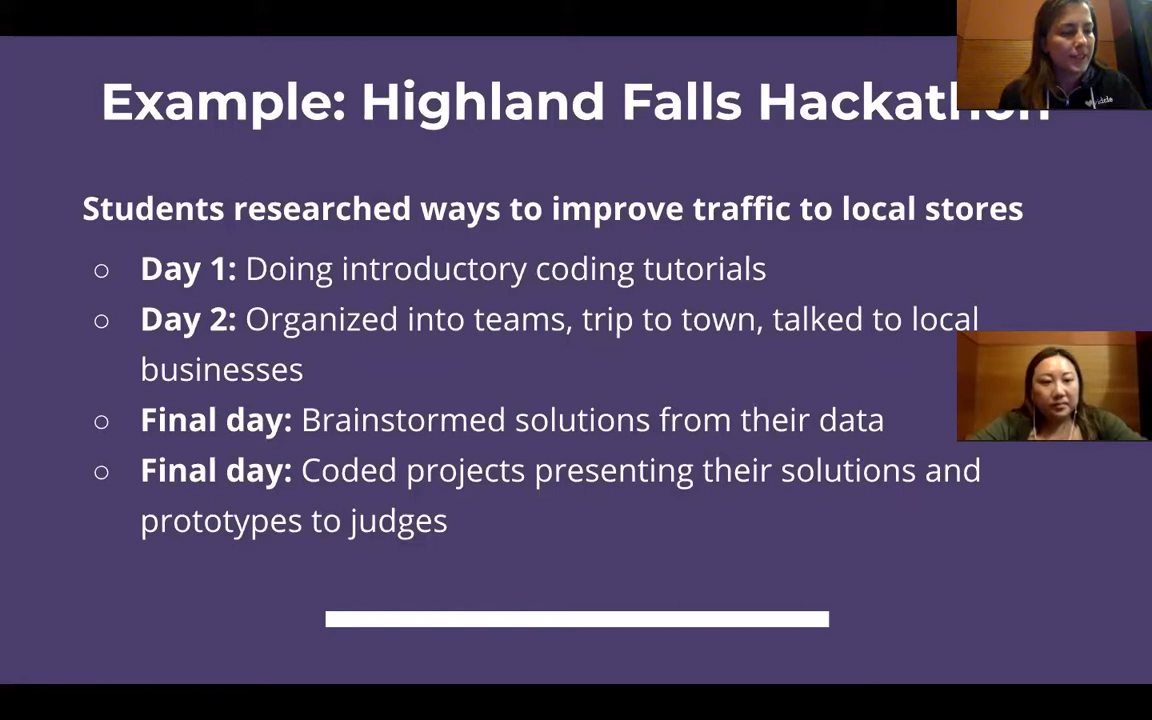 Example: Highland Falls Hackathon
Students researched ways to improve traffic to local stores
○ Day 1: Doing introductory coding tutorials
○ Day 2: Organized into teams, trip to town, talked to local
businesses
○ Final day: Brainstormed solutions from their data
○ Final day: Coded projects presenting their solutions and
prototypes to judges